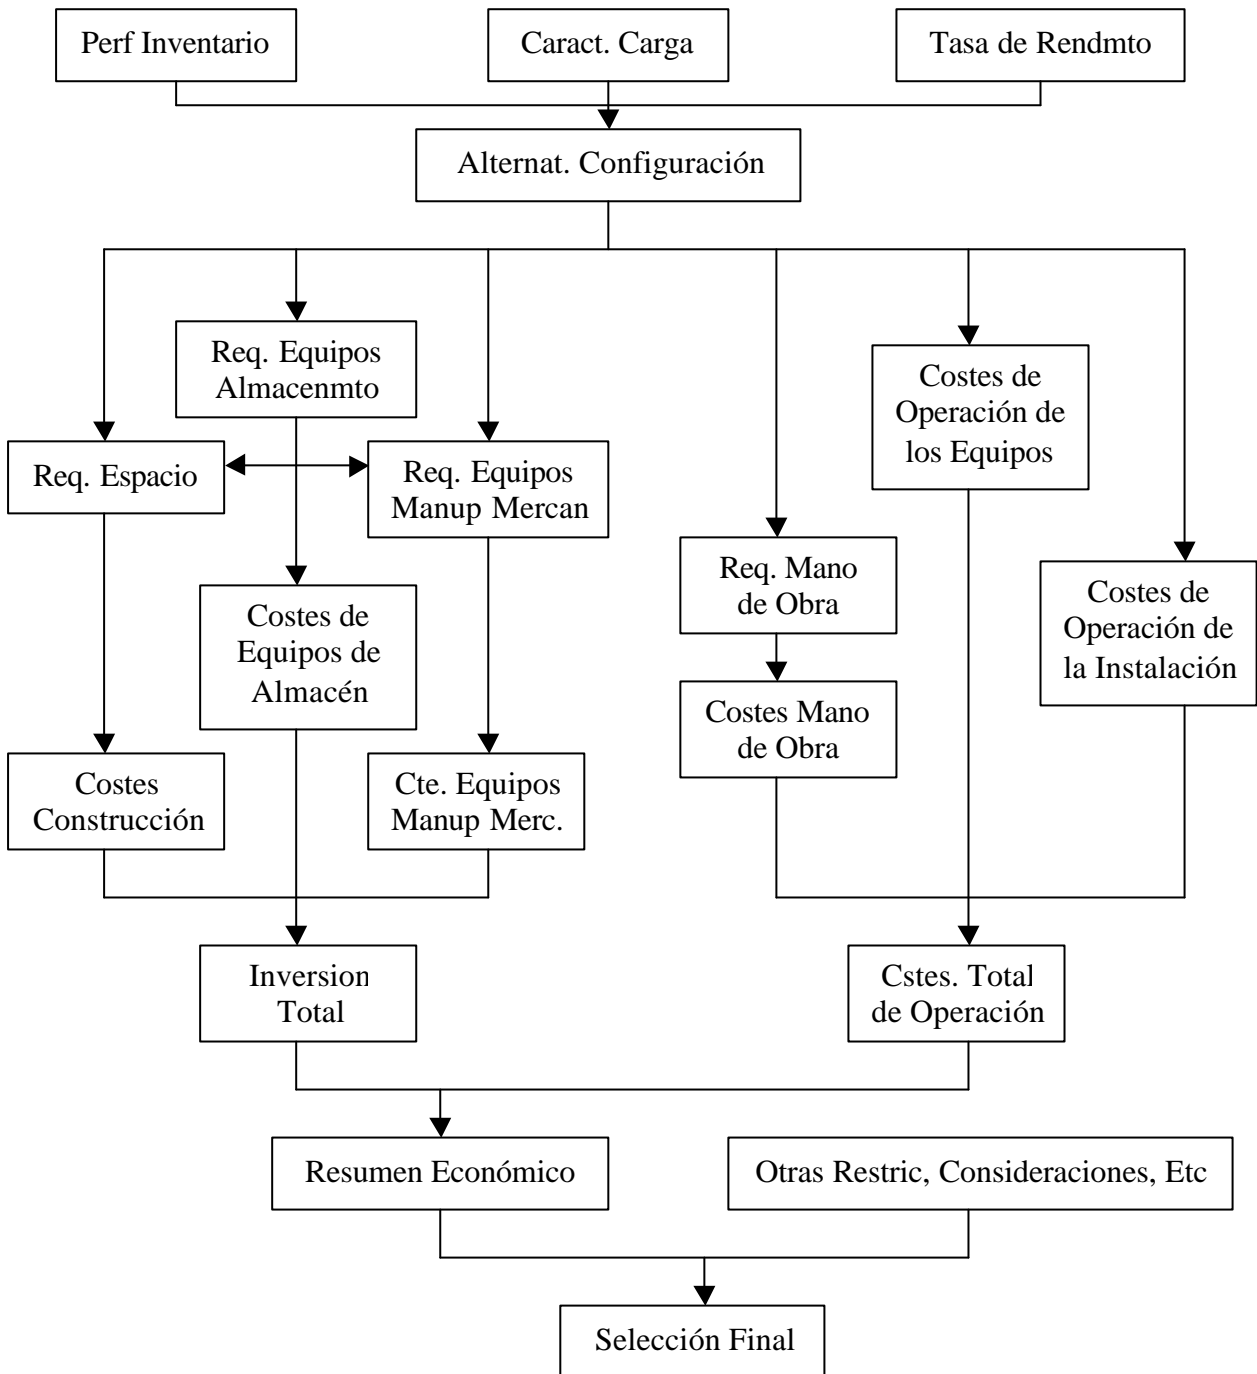 Perf Inventario
Caract. Carga
Tasa de Rendmto
Alternat. Configuración
Req. Equipos
Almacenmto
Costes de
Operación de
los Equipos
Req. Espacio
Req. Equipos
Manup Mercan
Req. Mano
de Obra
Costes de
Operación de
la Instalación
Costes de
Equipos de
Almacén
Costes Mano
de Obra
Costes
Construcción
Cte. Equipos
Manup Merc.
Inversion
Total
Cstes. Total
de Operación
Resumen Económico
Otras Restric, Consideraciones, Etc
Selección Final